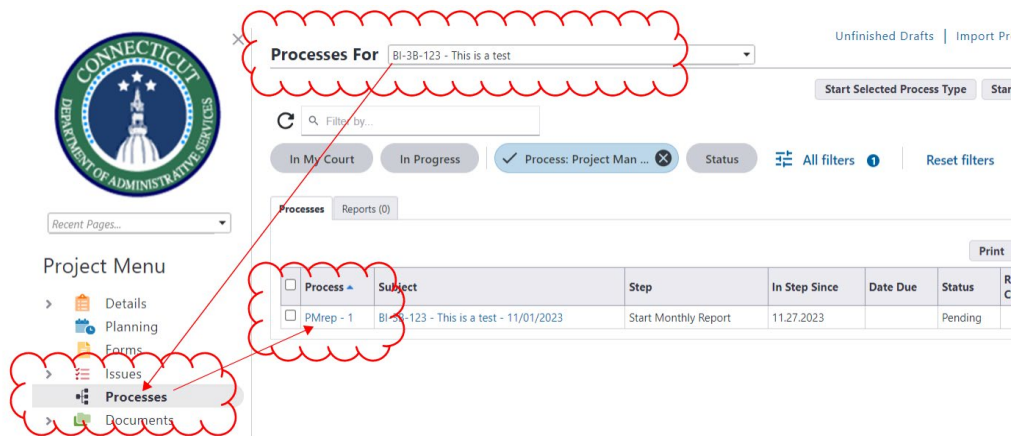 CONNECTICUT
DEPARTMENT OF ADMINISTRATIVE SERVICES
Recent Pages...
Project Menu
Details
Planning
Forms
Issues
Processes
Documents
Unfinished Drafts | Import Pr
Processes For BI-3B-123 - This is a test
Start Selected Process Type Star
Filter by...
In My Court In Progress Process: Project Man ... Status All filters 1 Reset filters
Processes Reports (0)
Print
Process Subject Step In Step Since Date Due Status R
C
PMrep - 1 BI-3B-123 - This is a test - 11/01/2023 Start Monthly Report 11.27.2023 Pending